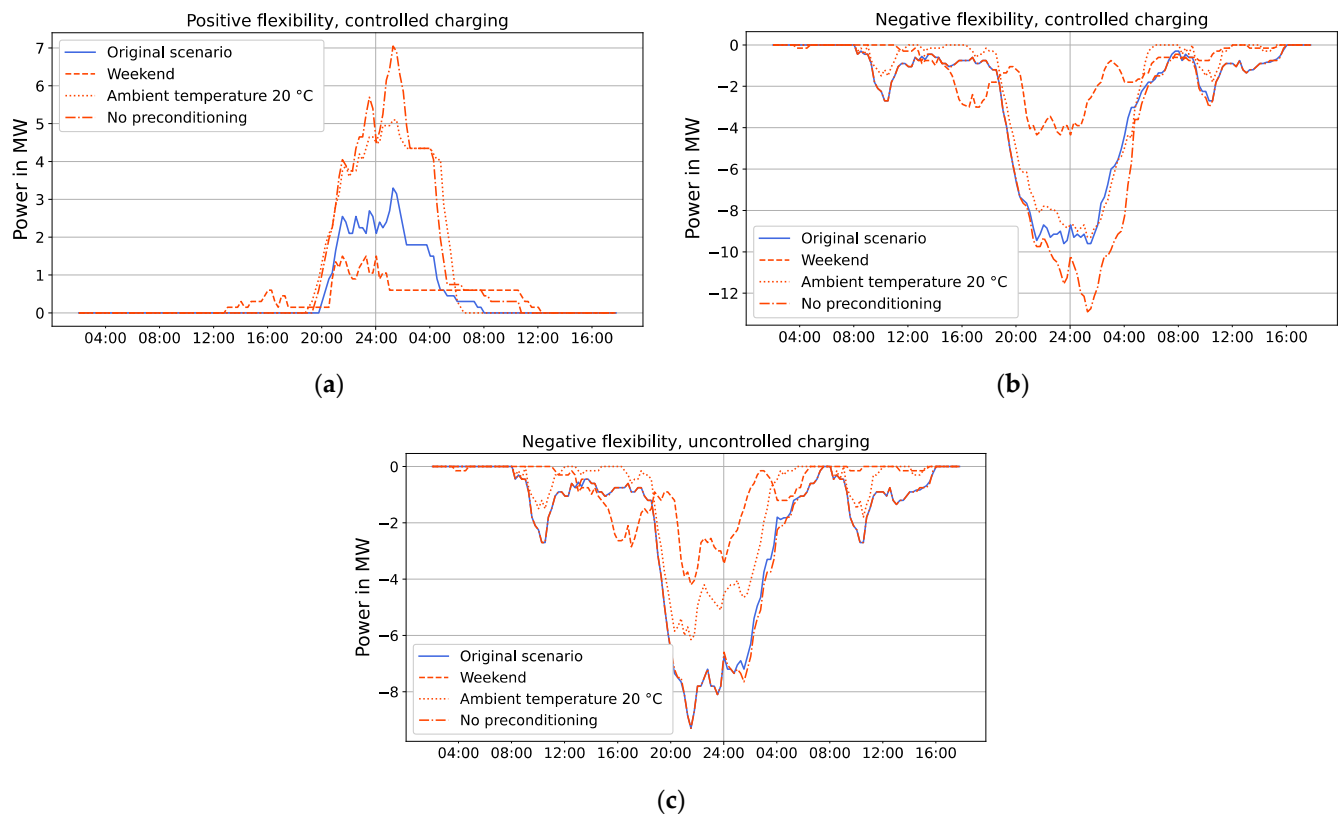 Positive flexibility, controlled charging
Power in MW
7
6
5
4
3
2
1
0
Original scenario
Weekend
Ambient temperature 20 °C
No preconditioning
04:00 08:00 12:00 16:00 20:00 24:00 04:00 08:00 12:00 16:00
(a)
Negative flexibility, controlled charging
Power in MW
0
−2
−4
−6
−8
−10
−12
Original scenario
Weekend
Ambient temperature 20 °C
No preconditioning
04:00 08:00 12:00 16:00 20:00 24:00 04:00 08:00 12:00 16:00
(b)
Negative flexibility, uncontrolled charging
Power in MW
0
−2
−4
−6
−8
Original scenario
Weekend
Ambient temperature 20 °C
No preconditioning
04:00 08:00 12:00 16:00 20:00 24:00 04:00 08:00 12:00 16:00
(c)